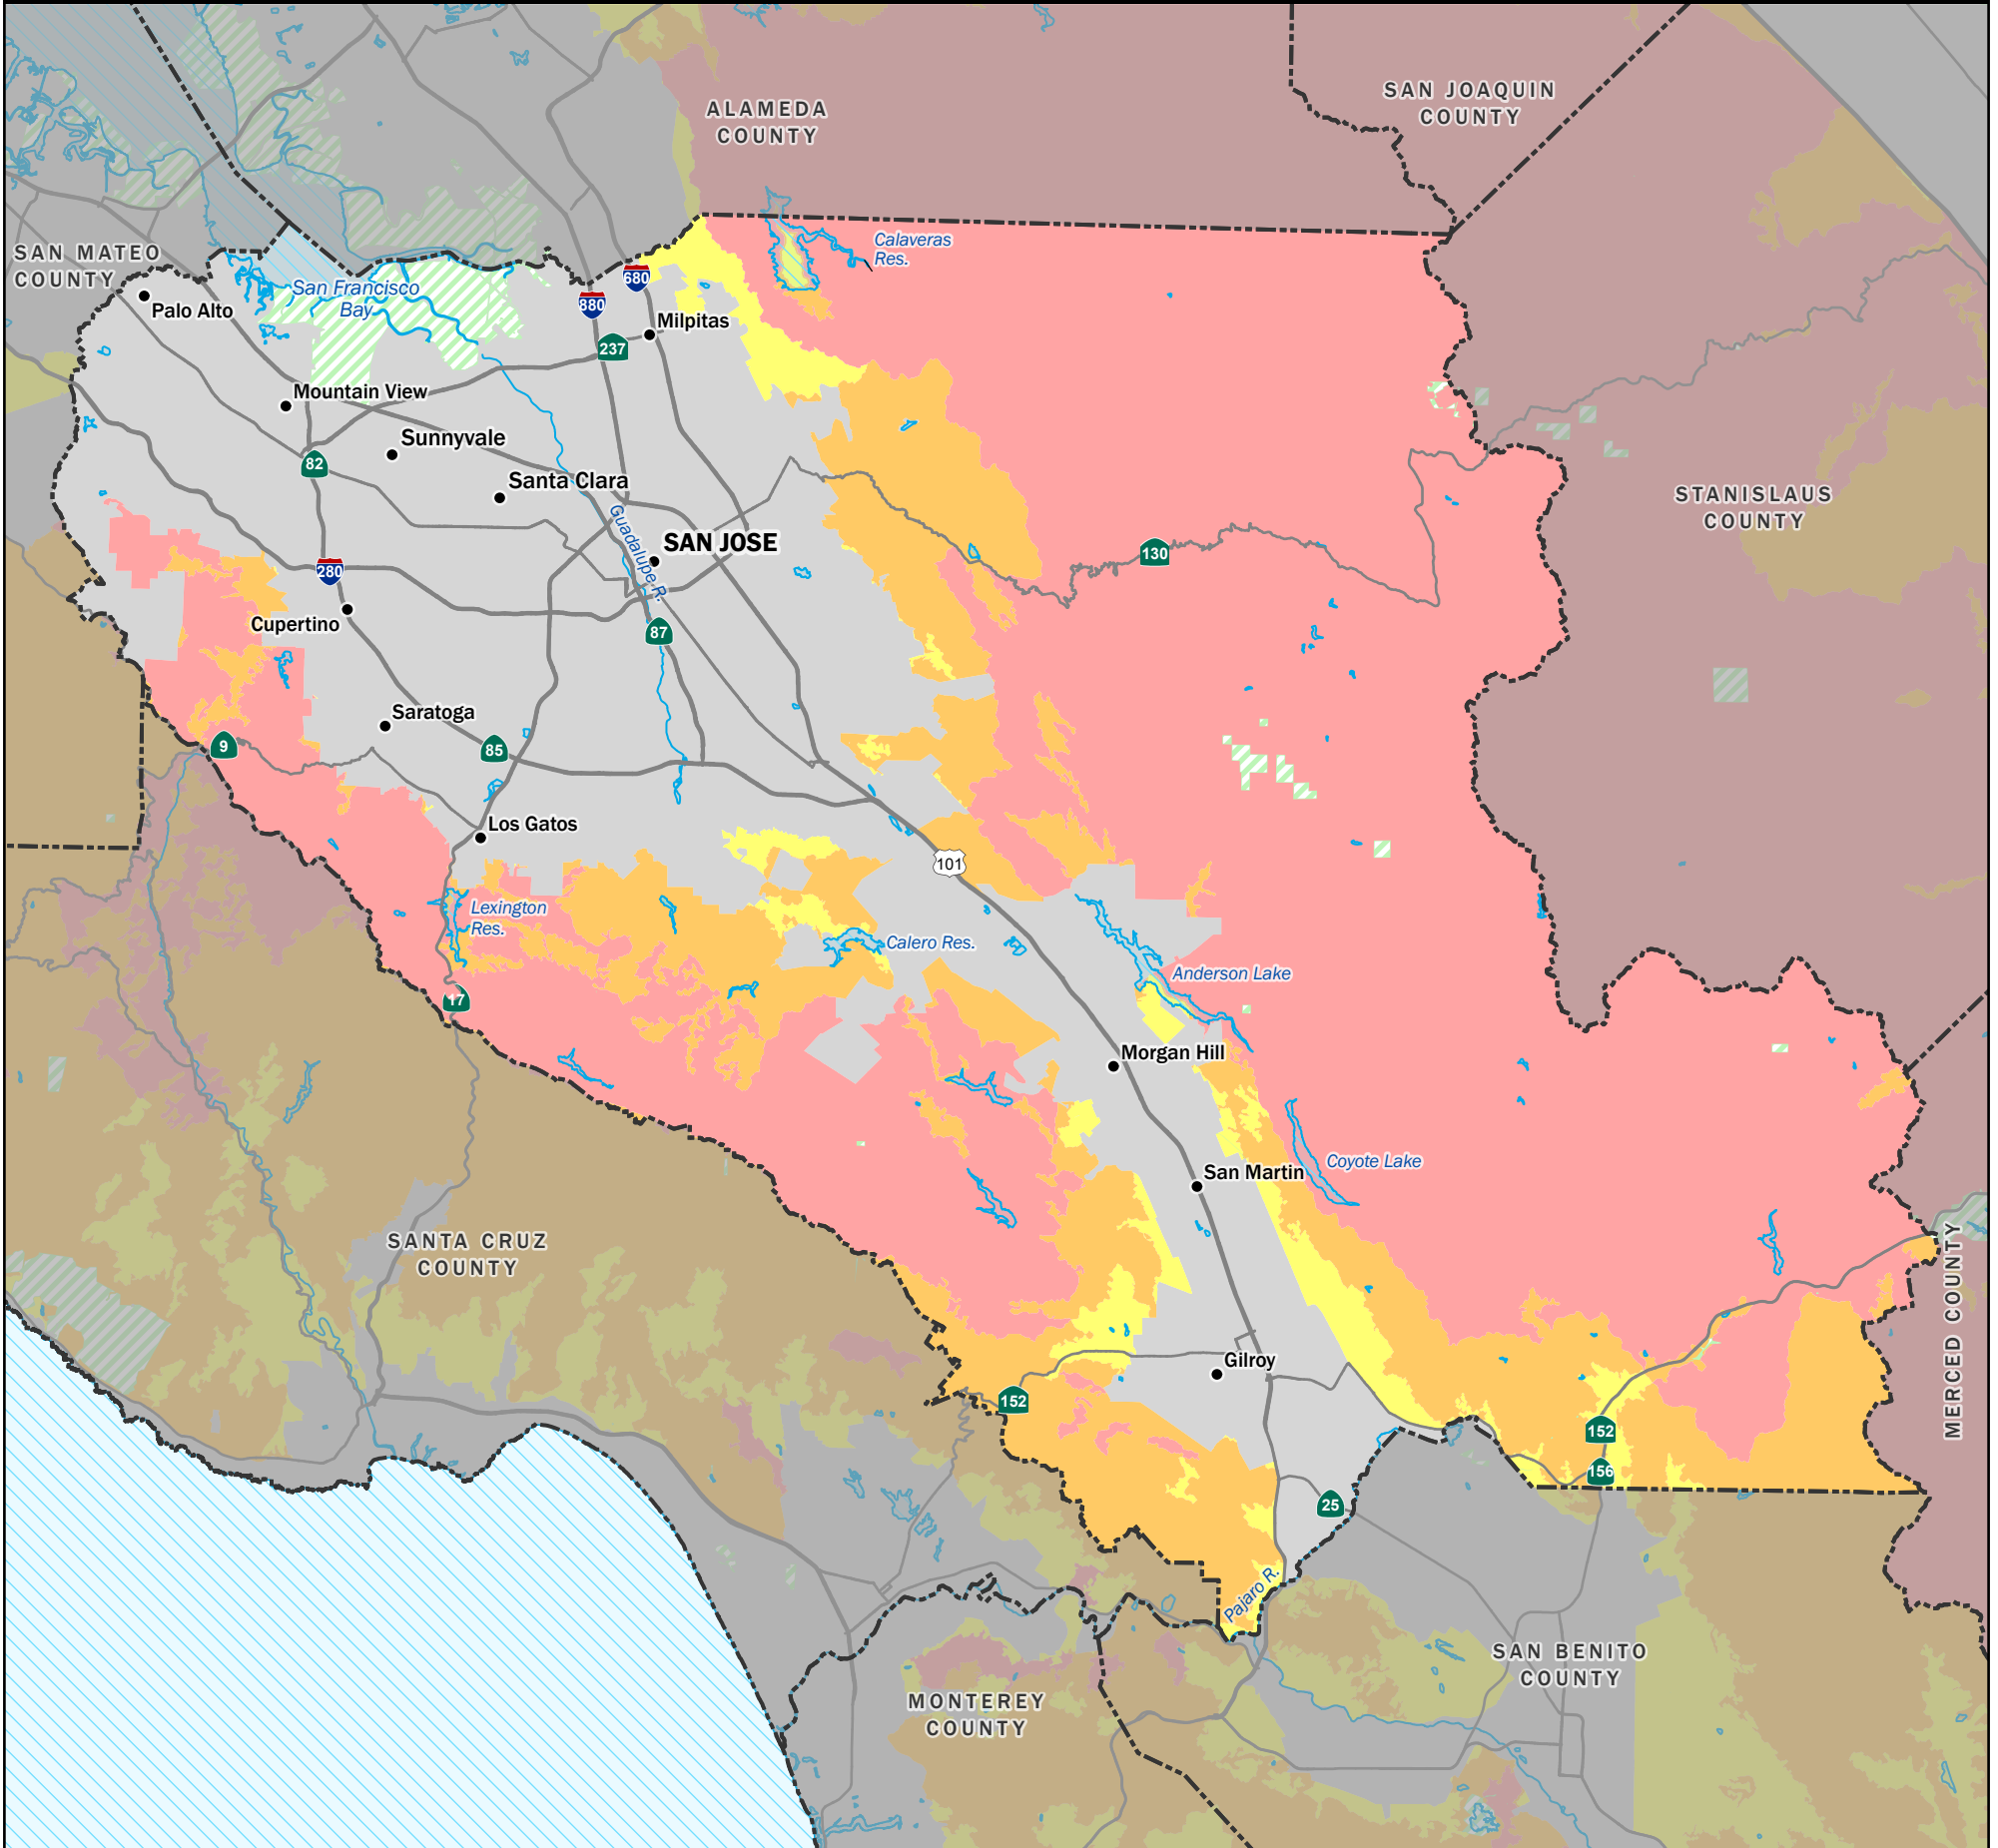 ALAMEDA
COUNTY
SAN JOAQUIN
COUNTY
SAN MATEO
COUNTY
Calaveras
Res.
San Francisco
Bay
680
880
Palo Alto
Milpitas
237
Mountain View
Sunnyvale
82
Santa Clara
STANISLAUS
COUNTY
Guadalupe R.
SAN JOSE
130
280
Cupertino
87
Saratoga
9
85
Los Gatos
101
Lexington
Res.
Calero Res.
Anderson Lake
17
Morgan Hill
Coyote Lake
San Martin
SANTA CRUZ
COUNTY
MERCED COUNTY
Gilroy
152
152
156
25
Pajaro R.
SAN BENITO
COUNTY
MONTEREY
COUNTY